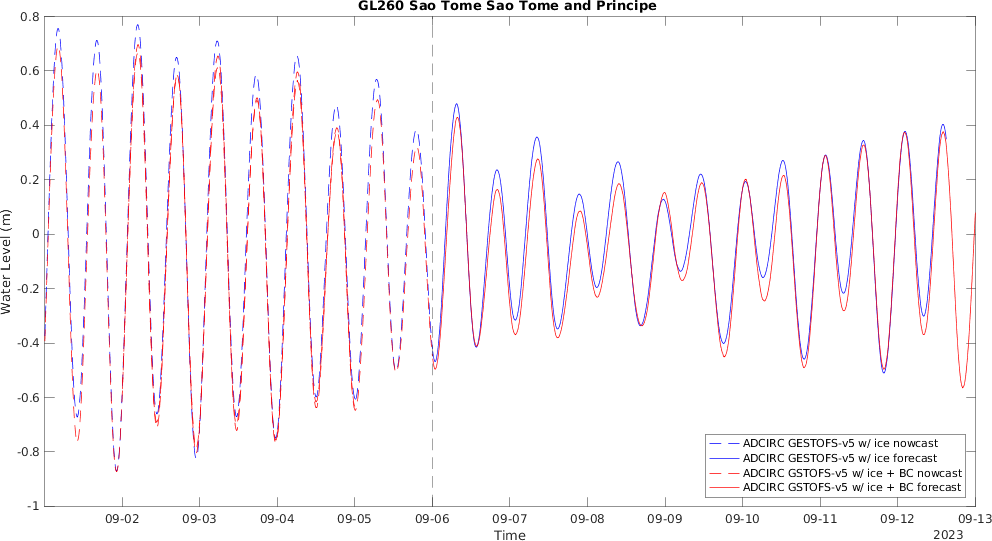 GL260 Sao Tome Sao Tome and Principe
0.8
0.6
0.4
0.2
0
-0.2
-0.4
-0.6
-0.8
-1
Water Level (m)
ADCIRC GESTOFS-v5 w/ ice nowcast
ADCIRC GESTOFS-v5 w/ ice forecast
ADCIRC GSTOFS-v5 w/ ice + BC nowcast
ADCIRC GSTOFS-v5 w/ ice + BC forecast
09-02 09-03 09-04 09-05 09-06 09-07 09-08 09-09 09-10 09-11 09-12 09-13
Time
2023